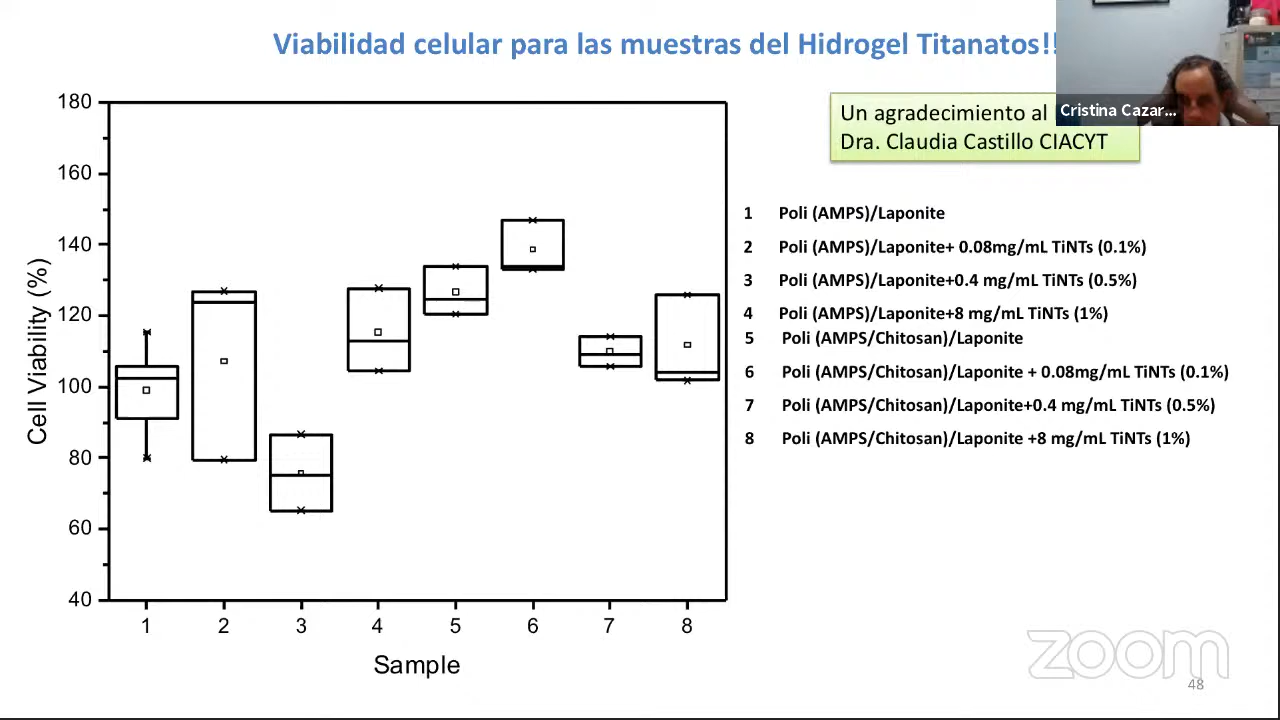 Viabilidad celular para las muestras del Hidrogel Titanatos!!
Cristina Cazar...
Un agradecimiento al
Dra. Claudia Castillo CIACYT
180
160
140
120
100
80
60
40
Cell Viability (%)
1 2 3 4 5 6 7 8
Sample
1 Poli (AMPS)/Laponite
2 Poli (AMPS)/Laponite+ 0.08mg/mL TiNTs (0.1%)
3 Poli (AMPS)/Laponite+0.4 mg/mL TiNTs (0.5%)
4 Poli (AMPS)/Laponite+8 mg/mL TiNTs (1%)
5 Poli (AMPS/Chitosan)/Laponite
6 Poli (AMPS/Chitosan)/Laponite + 0.08mg/mL TiNTs (0.1%)
7 Poli (AMPS/Chitosan)/Laponite+0.4 mg/mL TiNTs (0.5%)
8 Poli (AMPS/Chitosan)/Laponite +8 mg/mL TiNTs (1%)
zoom
48